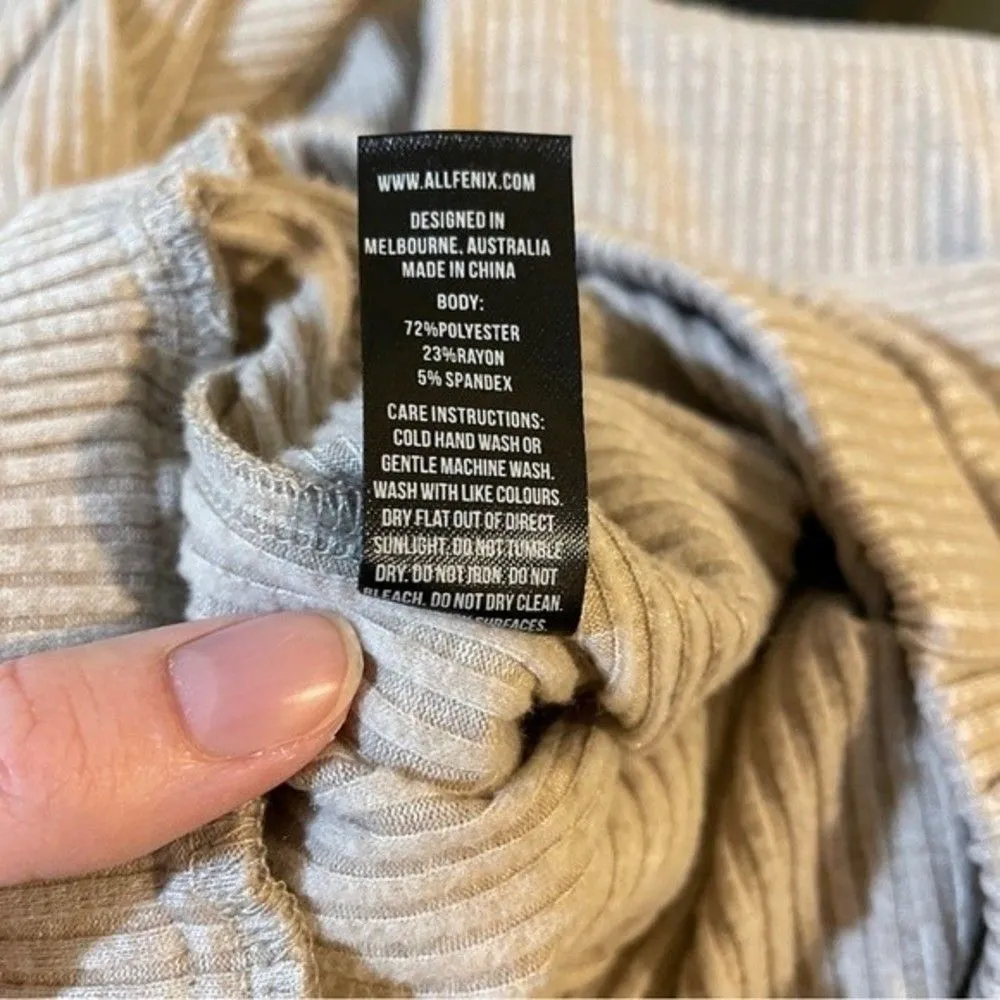 WWW.ALLFENIX.COM
DESIGNED IN
MELBOURNE, AUSTRALIA
MADE IN CHINA
BODY:
72%POLYESTER
23%RAYON
5% SPANDEX
CARE INSTRUCTIONS:
COLD HAND WASH OR
GENTLE MACHINE WASH.
WASH WITH LIKE COLOURS.
DRY FLAT OUT OF DIRECT
SUNLIGHT. DO NOT TUMBLE
DRY. DO NOT IRON. DO NOT
BLEACH. DO NOT DRY CLEAN.
SURFACES.